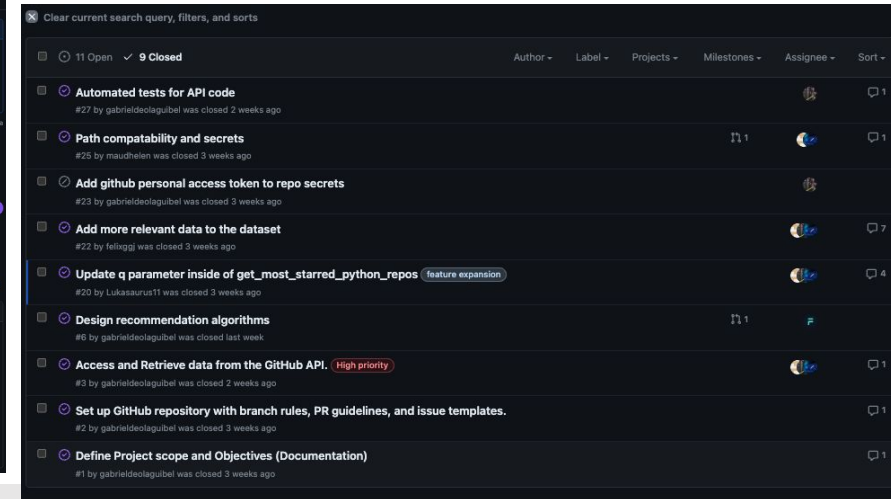 Clear current search query, filters, and sorts
11 Open ✓ 9 Closed Author Label Projects Milestones Assignee Sort
Automated tests for API code 1
#27 by gabrieldeolaguibel was closed 2 weeks ago
Path compatability and secrets 1 1
#25 by maudhelen was closed 3 weeks ago
Add github personal access token to repo secrets
#23 by gabrieldeolaguibel was closed 3 weeks ago
Add more relevant data to the dataset 7
#22 by felixggj was closed 3 weeks ago
Update q parameter inside of get_most_starred_python_repos feature expansion 4
#20 by Lukasaurus11 was closed 3 weeks ago
Design recommendation algorithms 1
#6 by gabrieldeolaguibel was closed last week
Access and Retrieve data from the GitHub API. High priority 1
#3 by gabrieldeolaguibel was closed 2 weeks ago
Set up GitHub repository with branch rules, PR guidelines, and issue templates. 1
#2 by gabrieldeolaguibel was closed 3 weeks ago
Define Project scope and Objectives (Documentation) 1
#1 by gabrieldeolaguibel was closed 3 weeks ago